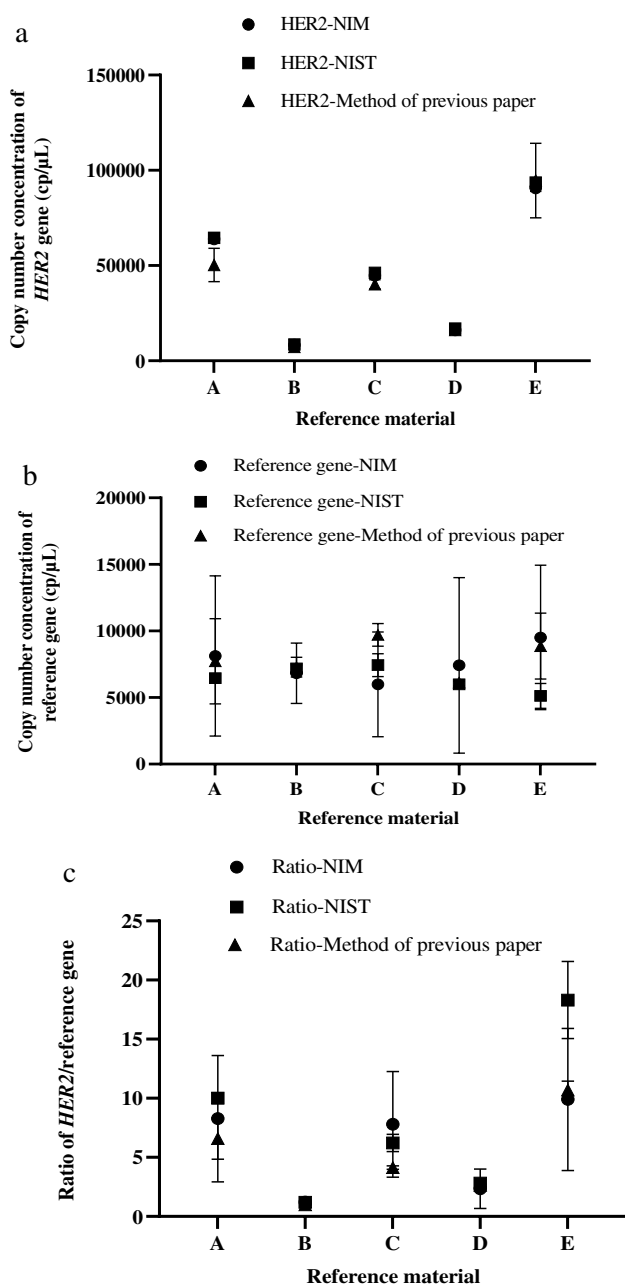 a
HER2-NIM
HER2-NIST
HER2-Method of previous paper
Copy number concentration of
HER2 gene (cp/µL)
150000
100000
50000
0
A B C D E
Reference material
b
Reference gene-NIM
Reference gene-NIST
Reference gene-Method of previous paper
Copy number concentration of
reference gene (cp/µL)
20000
15000
10000
5000
0
A B C D E
Reference material
c
Ratio-NIM
Ratio-NIST
Ratio-Method of previous paper
Ratio of HER2/reference gene
25
20
15
10
5
0
A B C D E
Reference material